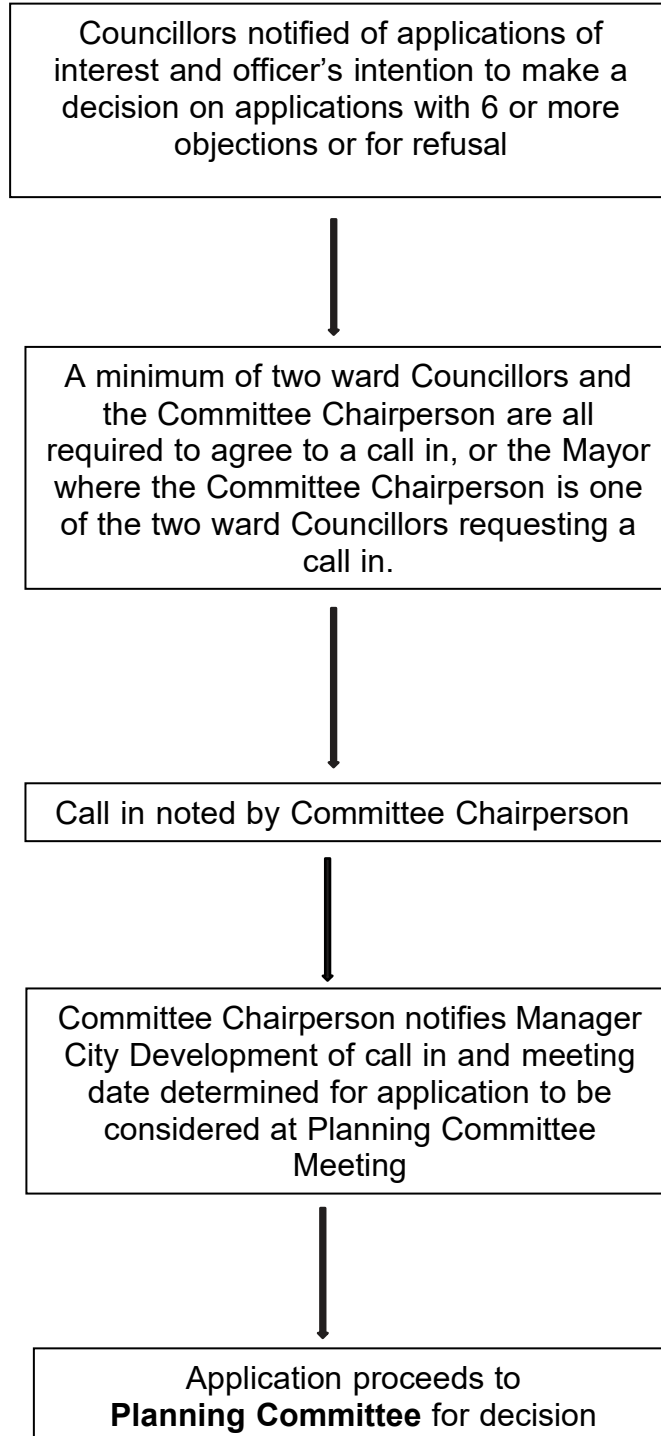 Councillors notified of applications of
interest and officer’s intention to make a
decision on applications with 6 or more
objections or for refusal
A minimum of two ward Councillors and
the Committee Chairperson are all
required to agree to a call in, or the Mayor
where the Committee Chairperson is one
of the two ward Councillors requesting a
call in.
Call in noted by Committee Chairperson
Committee Chairperson notifies Manager
City Development of call in and meeting
date determined for application to be
considered at Planning Committee
Meeting
Application proceeds to
Planning Committee for decision